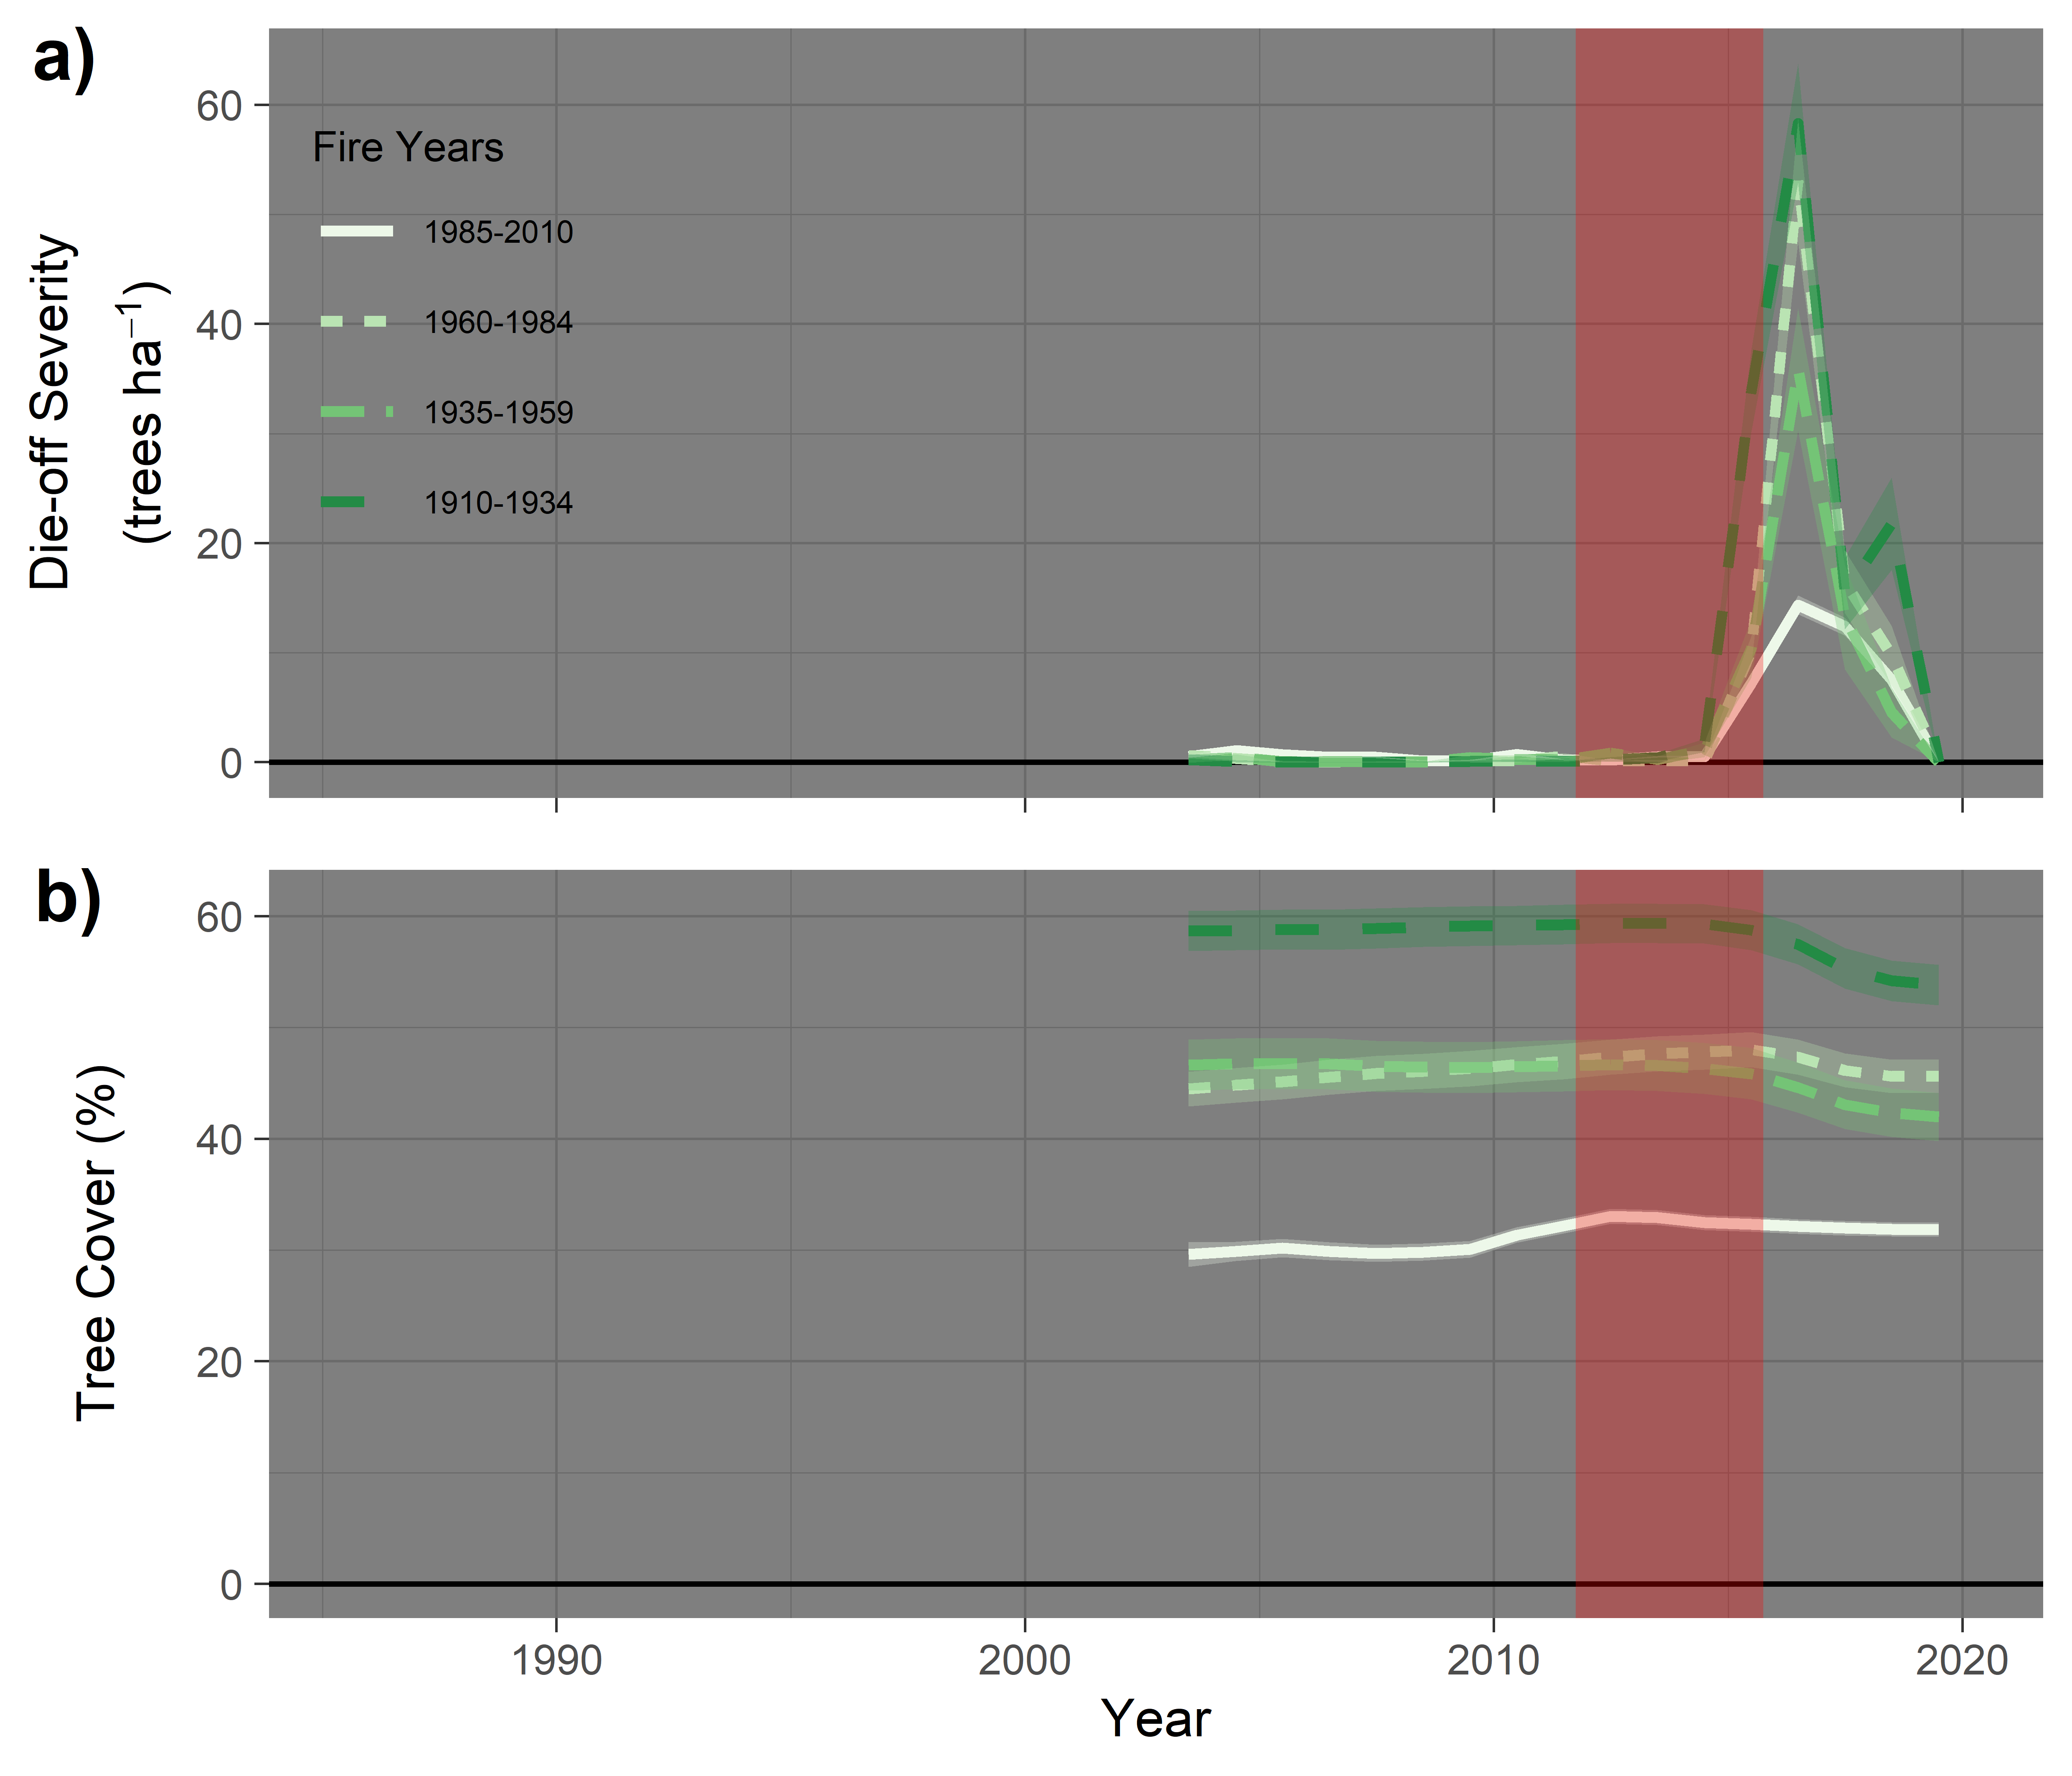 a)
Die-off Severity
(trees ha⁻¹)
60
40
20
0
Fire Years
1985-2010
1960-1984
1935-1959
1910-1934
b)
Tree Cover (%)
60
40
20
0
1990 2000 2010 2020
Year